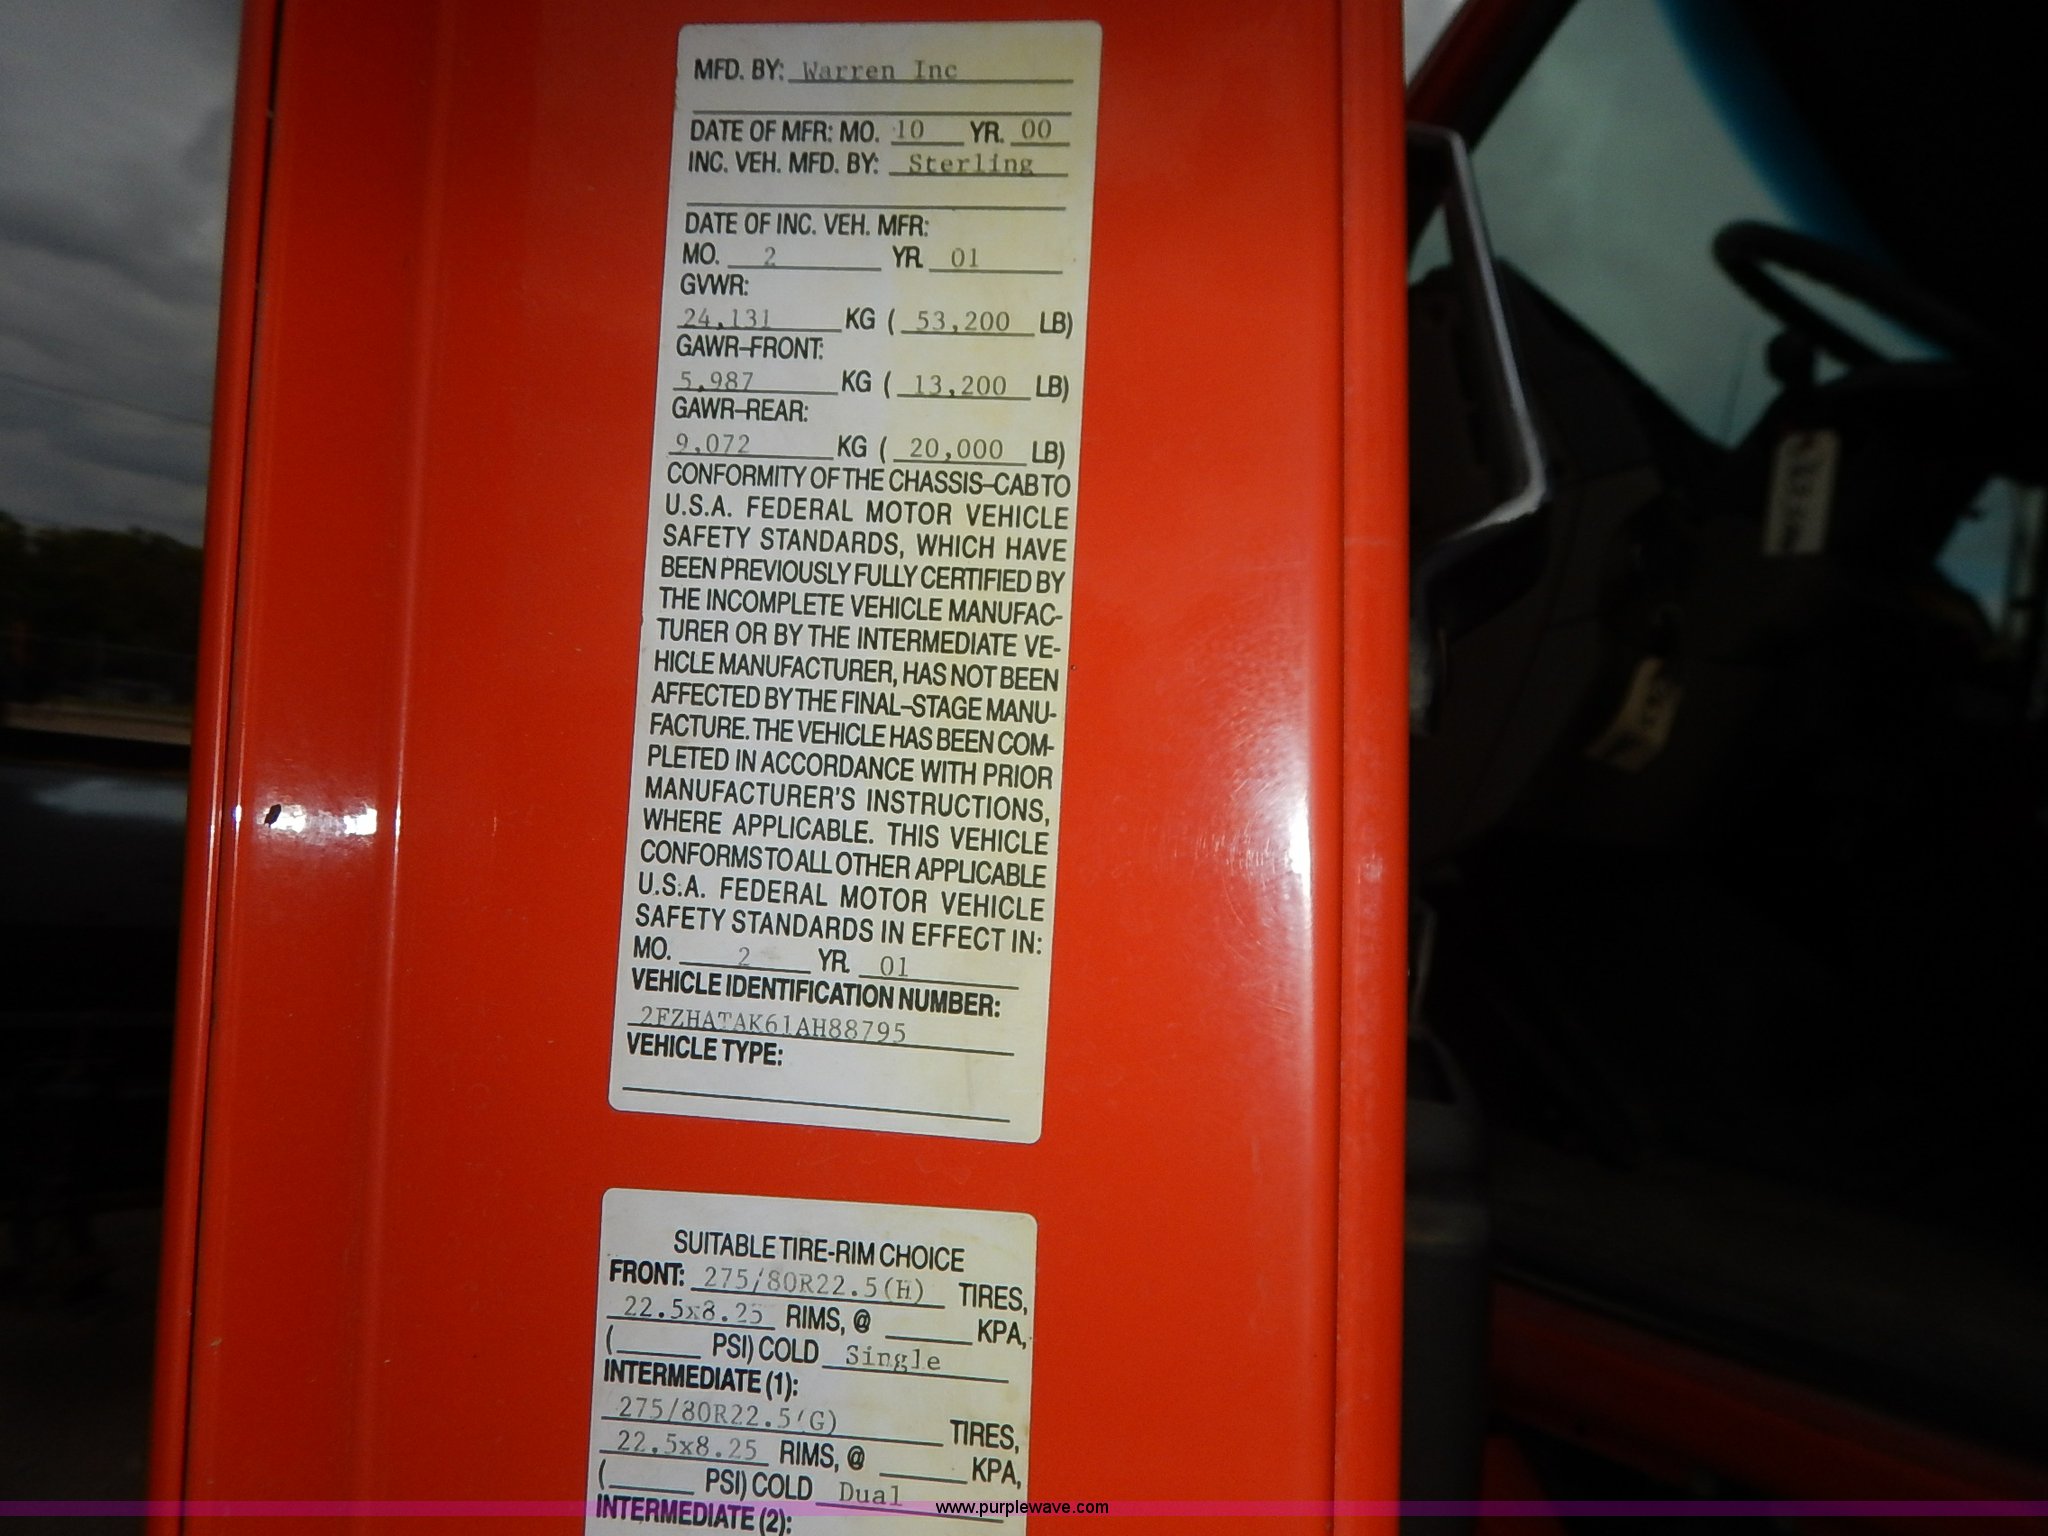 MFD. BY: Warren Inc
DATE OF MFR: MO. 10 YR. 00
INC. VEH. MFD. BY: Sterling
DATE OF INC. VEH. MFR:
MO. 2 YR. 01
GVWR:
24,131 KG ( 53,200 LB)
GAWR-FRONT:
5,987 KG ( 13,200 LB)
GAWR-REAR:
9,072 KG ( 20,000 LB)
CONFORMITY OF THE CHASSIS-CAB TO
U.S.A. FEDERAL MOTOR VEHICLE
SAFETY STANDARDS, WHICH HAVE
BEEN PREVIOUSLY FULLY CERTIFIED BY
THE INCOMPLETE VEHICLE MANUFAC-
TURER OR BY THE INTERMEDIATE VE-
HICLE MANUFACTURER, HAS NOT BEEN
AFFECTED BY THE FINAL-STAGE MANU-
FACTURE. THE VEHICLE HAS BEEN COM-
PLETED IN ACCORDANCE WITH PRIOR
MANUFACTURER'S INSTRUCTIONS,
WHERE APPLICABLE. THIS VEHICLE
CONFORMS TO ALL OTHER APPLICABLE
U.S.A. FEDERAL MOTOR VEHICLE
SAFETY STANDARDS IN EFFECT IN:
MO. 2 YR. 01
VEHICLE IDENTIFICATION NUMBER:
2FZHATAK61AH88795
VEHICLE TYPE:
SUITABLE TIRE-RIM CHOICE
FRONT: 275/80R22.5(H) TIRES,
22.5x8.25 RIMS, @ KPA,
( PSI) COLD Single
INTERMEDIATE (1):
275/80R22.5(G) TIRES,
22.5x8.25 RIMS, @ KPA,
( PSI) COLD Dual
INTERMEDIATE (2):
www.purplewave.com